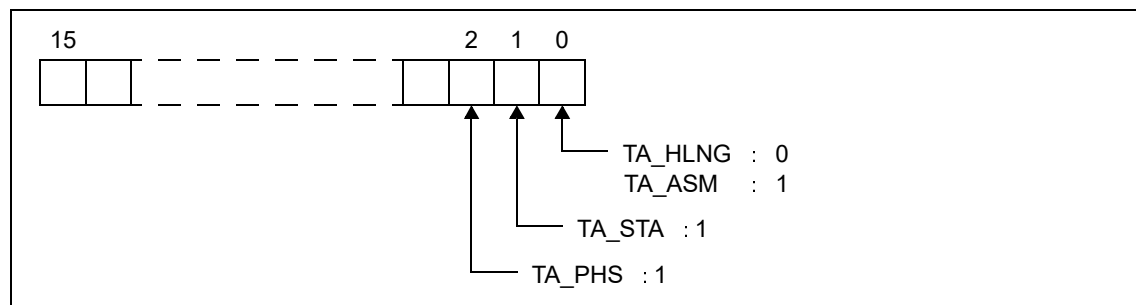 15 2 1 0
TA_HLNG : 0
TA_ASM : 1
TA_STA : 1
TA_PHS : 1